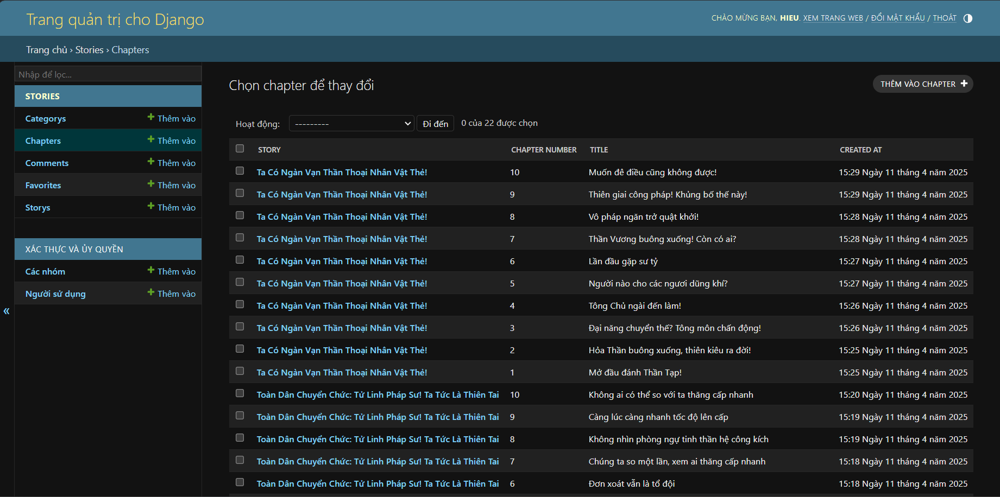 Trang quản trị cho Django
CHÀO MỪNG BẠN, HIEU. XEM TRANG WEB / ĐỔI MẬT KHẨU / THOÁT
Trang chủ › Stories › Chapters
Nhập để lọc...
STORIES
Categorys Thêm vào
Chapters Thêm vào
Comments Thêm vào
Favorites Thêm vào
Storys Thêm vào
XÁC THỰC VÀ ỦY QUYỀN
Các nhóm Thêm vào
Người sử dụng Thêm vào
«
Chọn chapter để thay đổi
THÊM VÀO CHAPTER
Hoạt động: --------- Đi đến 0 của 22 được chọn
STORY CHAPTER NUMBER TITLE CREATED AT
Ta Có Ngàn Vạn Thần Thoại Nhân Vật Thẻ! 10 Muốn đê điều cũng không được! 15:29 Ngày 11 tháng 4 năm 2025
Ta Có Ngàn Vạn Thần Thoại Nhân Vật Thẻ! 9 Thiên giai công pháp! Khủng bố thế này! 15:29 Ngày 11 tháng 4 năm 2025
Ta Có Ngàn Vạn Thần Thoại Nhân Vật Thẻ! 8 Vô pháp ngăn trở quật khởi! 15:28 Ngày 11 tháng 4 năm 2025
Ta Có Ngàn Vạn Thần Thoại Nhân Vật Thẻ! 7 Thần Vương buông xuống! Còn có ai? 15:28 Ngày 11 tháng 4 năm 2025
Ta Có Ngàn Vạn Thần Thoại Nhân Vật Thẻ! 6 Lần đầu gặp sư tỷ 15:27 Ngày 11 tháng 4 năm 2025
Ta Có Ngàn Vạn Thần Thoại Nhân Vật Thẻ! 5 Người nào cho các ngươi dũng khí? 15:27 Ngày 11 tháng 4 năm 2025
Ta Có Ngàn Vạn Thần Thoại Nhân Vật Thẻ! 4 Tông Chủ ngài đến làm! 15:26 Ngày 11 tháng 4 năm 2025
Ta Có Ngàn Vạn Thần Thoại Nhân Vật Thẻ! 3 Đại năng chuyển thế? Tông môn chấn động! 15:26 Ngày 11 tháng 4 năm 2025
Ta Có Ngàn Vạn Thần Thoại Nhân Vật Thẻ! 2 Hỏa Thần buông xuống, thiên kiêu ra đời! 15:25 Ngày 11 tháng 4 năm 2025
Ta Có Ngàn Vạn Thần Thoại Nhân Vật Thẻ! 1 Mở đầu đánh Thần Tạp! 15:25 Ngày 11 tháng 4 năm 2025
Toàn Dân Chuyển Chức: Tử Linh Pháp Sư! Ta Tức Là Thiên Tai 10 Không ai có thể so với ta thăng cấp nhanh 15:20 Ngày 11 tháng 4 năm 2025
Toàn Dân Chuyển Chức: Tử Linh Pháp Sư! Ta Tức Là Thiên Tai 9 Càng lúc càng nhanh tốc độ lên cấp 15:19 Ngày 11 tháng 4 năm 2025
Toàn Dân Chuyển Chức: Tử Linh Pháp Sư! Ta Tức Là Thiên Tai 8 Không nhìn phòng ngự tinh thần hệ công kích 15:19 Ngày 11 tháng 4 năm 2025
Toàn Dân Chuyển Chức: Tử Linh Pháp Sư! Ta Tức Là Thiên Tai 7 Chúng ta so một lần, xem ai thăng cấp nhanh 15:18 Ngày 11 tháng 4 năm 2025
Toàn Dân Chuyển Chức: Tử Linh Pháp Sư! Ta Tức Là Thiên Tai 6 Đơn xoát vẫn là tổ đội 15:18 Ngày 11 tháng 4 năm 2025